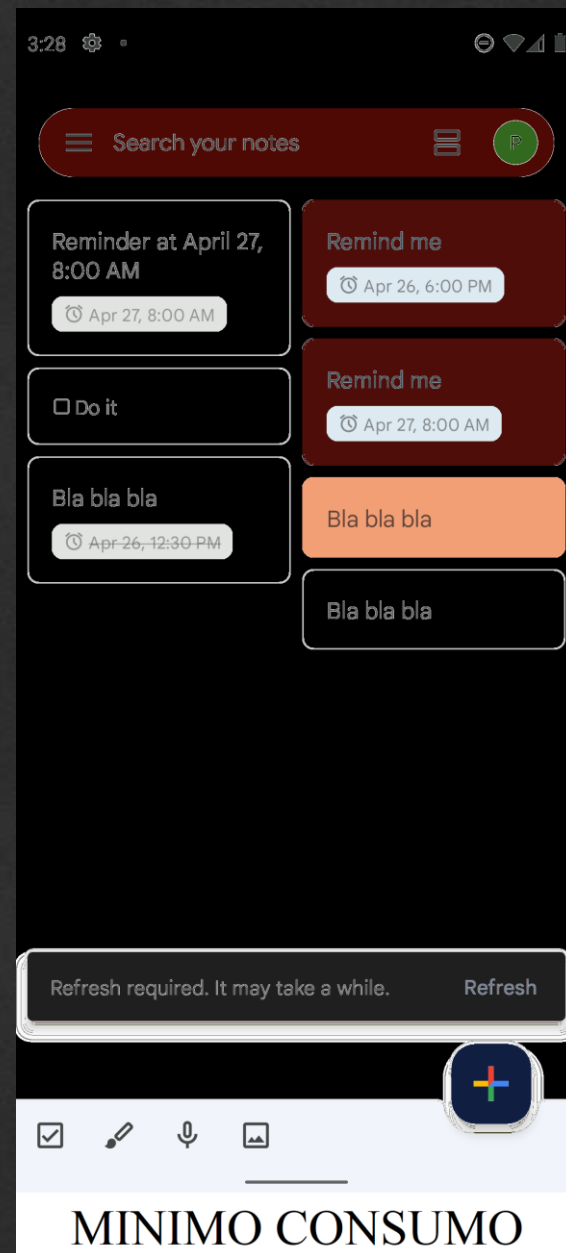 3:28
Search your notes
P
Reminder at April 27,
8:00 AM
Apr 27, 8:00 AM
Do it
Bla bla bla
Apr 26, 12:30 PM
Remind me
Apr 26, 6:00 PM
Remind me
Apr 27, 8:00 AM
Bla bla bla
Bla bla bla
Refresh required. It may take a while.
Refresh
MINIMO CONSUMO